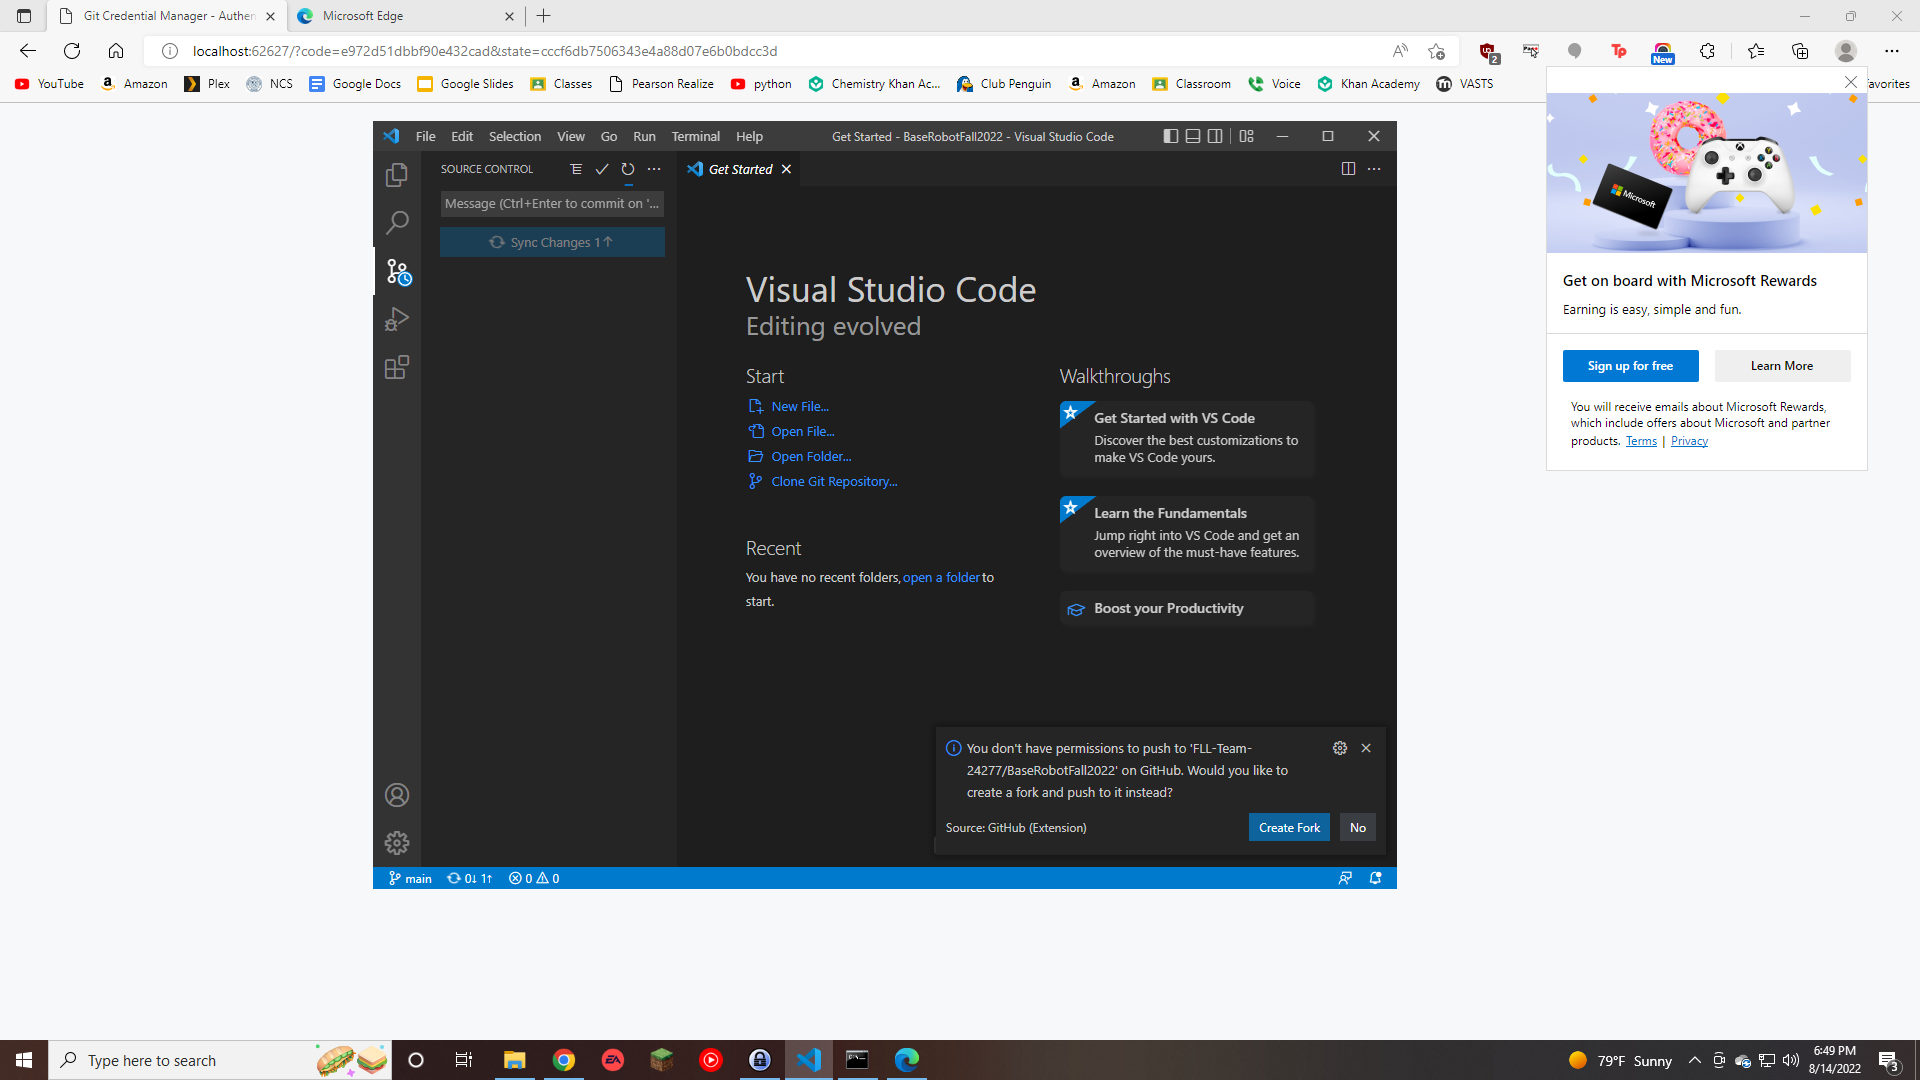 Git Credential Manager - Authen
Microsoft Edge
localhost:62627/?code=e972d51dbbf90e432cad&state=cccf6db7506343e4a88d07e6b0bdcc3d
2
New
YouTube
Amazon
Plex
NCS
Google Docs
Google Slides
Classes
Pearson Realize
python
Chemistry Khan Ac...
Club Penguin
Amazon
Classroom
Voice
Khan Academy
VASTS
avorites
File Edit Selection View Go Run Terminal Help
Get Started - BaseRobotFall2022 - Visual Studio Code
SOURCE CONTROL
Get Started
Message (Ctrl+Enter to commit on '...
Sync Changes 1↑
Visual Studio Code
Editing evolved
Start
New File...
Open File...
Open Folder...
Clone Git Repository...
Recent
You have no recent folders, open a folder to
start.
Walkthroughs
Get Started with VS Code
Discover the best customizations to
make VS Code yours.
Learn the Fundamentals
Jump right into VS Code and get an
overview of the must-have features.
Boost your Productivity
You don't have permissions to push to 'FLL-Team-
24277/BaseRobotFall2022' on GitHub. Would you like to
create a fork and push to it instead?
Source: GitHub (Extension)
Create Fork
No
main
0↓ 1↑
0
0
Microsoft
Get on board with Microsoft Rewards
Earning is easy, simple and fun.
Sign up for free
Learn More
You will receive emails about Microsoft Rewards,
which include offers about Microsoft and partner
products. Terms | Privacy
Type here to search
EA
79°F Sunny
6:49 PM
8/14/2022
3